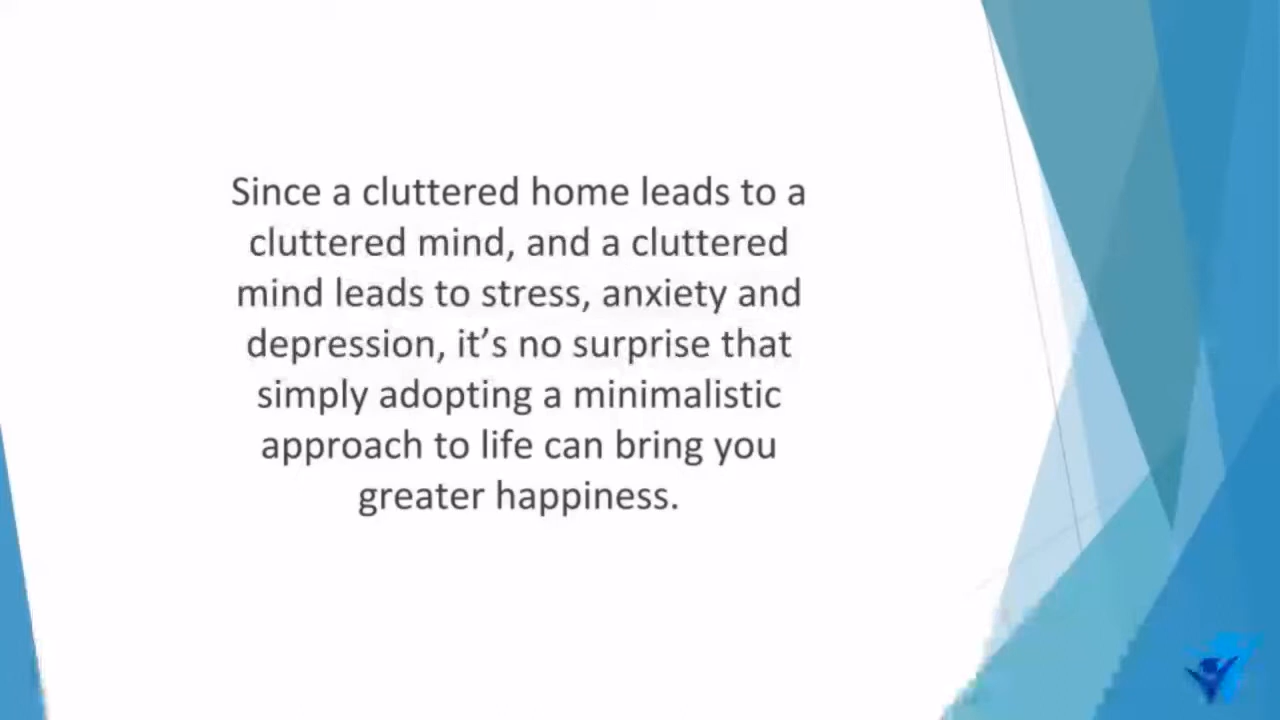 Since a cluttered home leads to a
cluttered mind, and a cluttered
mind leads to stress, anxiety and
depression, it’s no surprise that
simply adopting a minimalistic
approach to life can bring you
greater happiness.